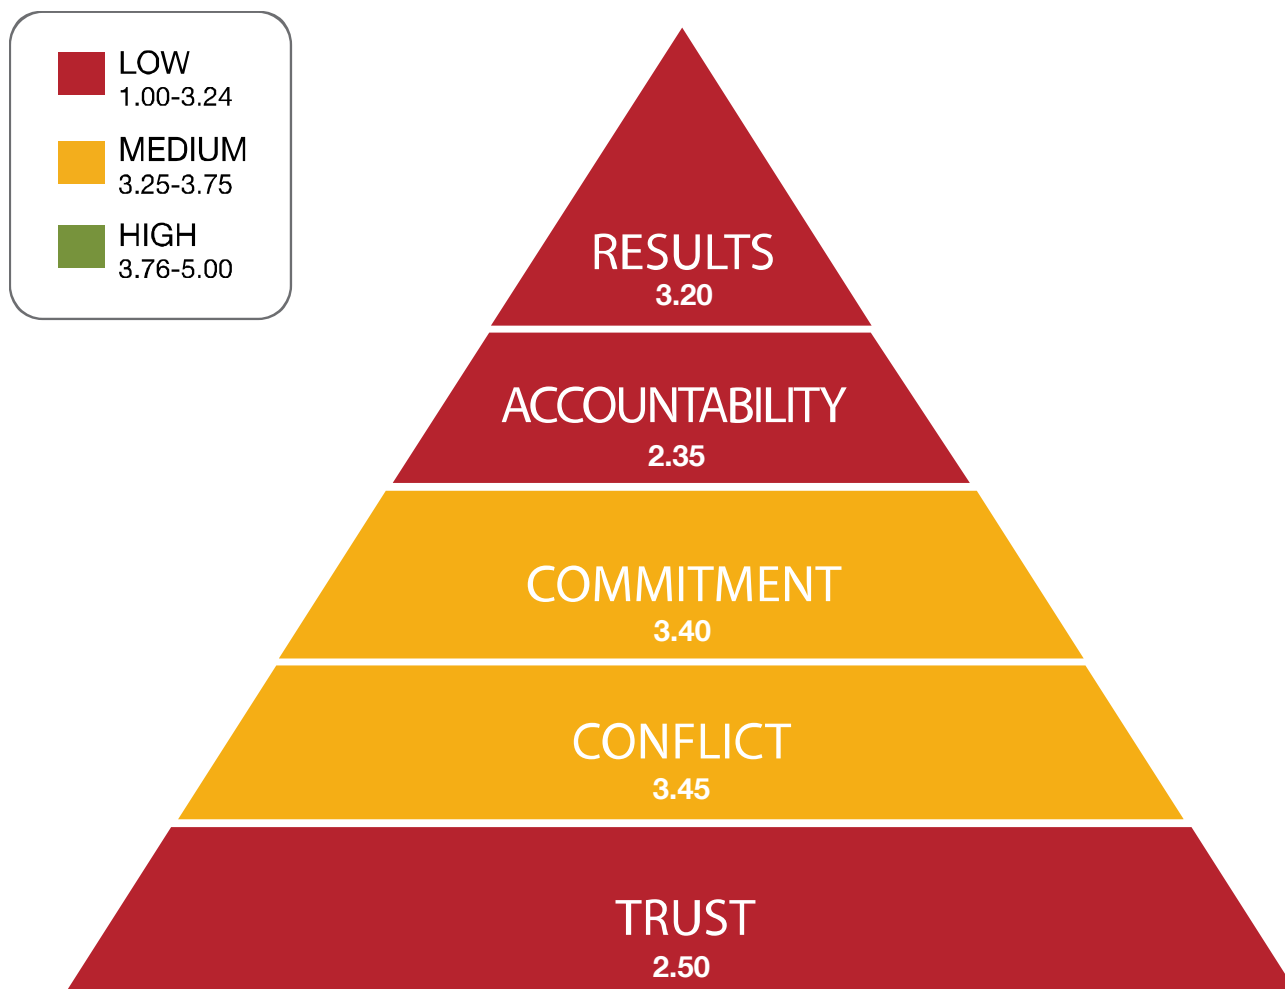 LOW
1.00-3.24
MEDIUM
3.25-3.75
HIGH
3.76-5.00
RESULTS
3.20
ACCOUNTABILITY
2.35
COMMITMENT
3.40
CONFLICT
3.45
TRUST
2.50